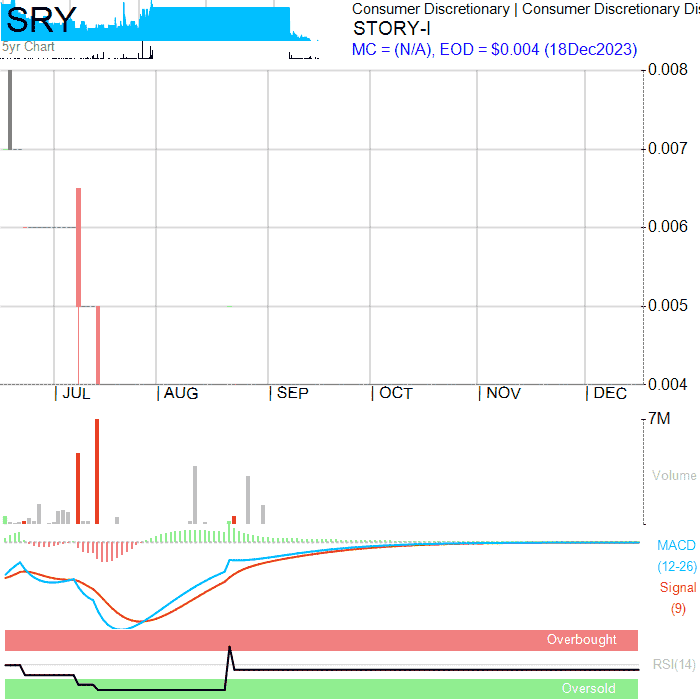 SRY
5yr Chart
Consumer Discretionary | Consumer Discretionary Dis
STORY-I
MC = (N/A), EOD = $0.004 (18Dec2023)
0.008
0.007
0.006
0.005
0.004
JUL AUG SEP OCT NOV DEC
7M
Volume
MACD
(12-26)
Signal
(9)
Overbought
RSI(14)
Oversold